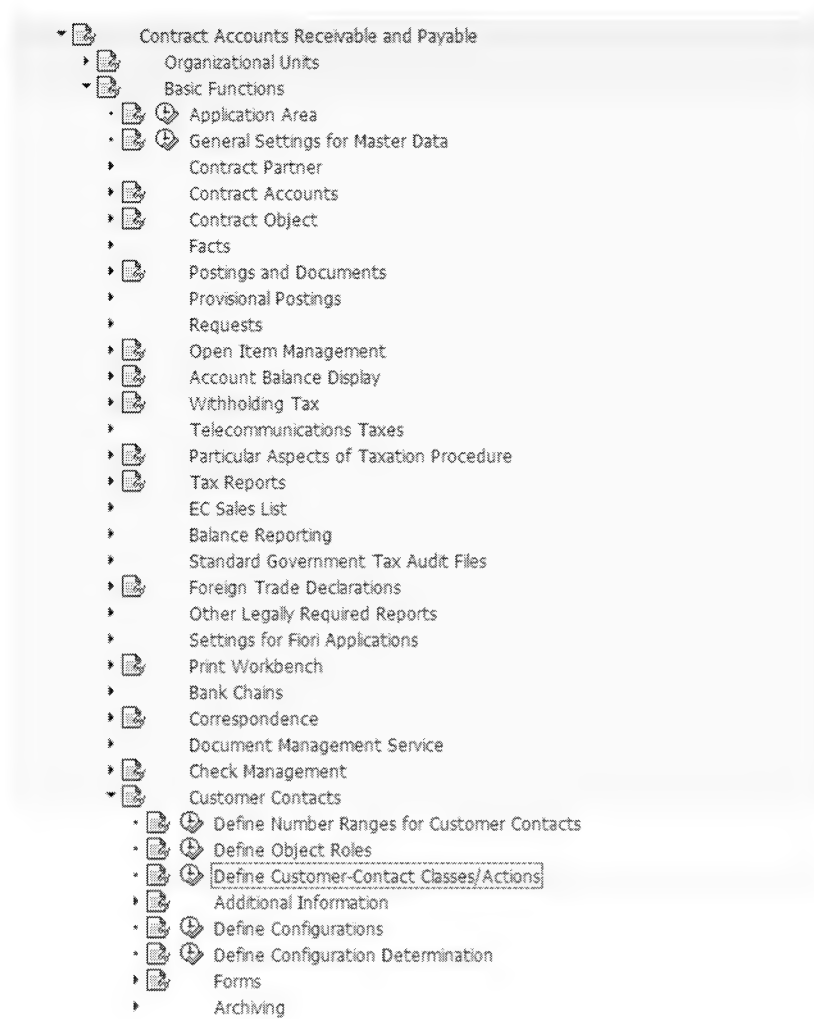 Contract Accounts Receivable and Payable
Organizational Units
Basic Functions
Application Area
General Settings for Master Data
Contract Partner
Contract Accounts
Contract Object
Facts
Postings and Documents
Provisional Postings
Requests
Open Item Management
Account Balance Display
Withholding Tax
Telecommunications Taxes
Particular Aspects of Taxation Procedure
Tax Reports
EC Sales List
Balance Reporting
Standard Government Tax Audit Files
Foreign Trade Declarations
Other Legally Required Reports
Settings for Fiori Applications
Print Workbench
Bank Chains
Correspondence
Document Management Service
Check Management
Customer Contacts
Define Number Ranges for Customer Contacts
Define Object Roles
Define Customer-Contact Classes/Actions
Additional Information
Define Configurations
Define Configuration Determination
Forms
Archiving